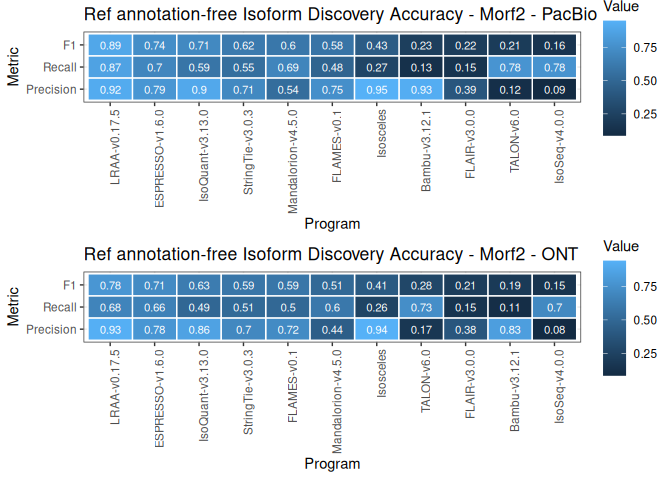 Ref annotation-free Isoform Discovery Accuracy - Morf2 - PacBio
Value
F1 0.89 0.74 0.71 0.62 0.6 0.58 0.43 0.23 0.22 0.21 0.16
Recall 0.87 0.7 0.59 0.55 0.69 0.48 0.27 0.13 0.15 0.78 0.78
Precision 0.92 0.79 0.9 0.71 0.54 0.75 0.95 0.93 0.39 0.12 0.09
Metric
0.75
0.50
0.25
LRAA-v0.17.5
ESPRESSO-v1.6.0
IsoQuant-v3.13.0
StringTie-v3.0.3
Mandalorion-v4.5.0
FLAMES-v0.1
Isosceles
Bambu-v3.12.1
FLAIR-v3.0.0
TALON-v6.0
IsoSeq-v4.0.0
Program
Ref annotation-free Isoform Discovery Accuracy - Morf2 - ONT
Value
F1 0.78 0.71 0.63 0.59 0.59 0.51 0.41 0.28 0.21 0.19 0.15
Recall 0.68 0.66 0.49 0.51 0.5 0.6 0.26 0.73 0.15 0.11 0.7
Precision 0.93 0.78 0.86 0.7 0.72 0.44 0.94 0.17 0.38 0.83 0.08
Metric
0.75
0.50
0.25
LRAA-v0.17.5
ESPRESSO-v1.6.0
IsoQuant-v3.13.0
StringTie-v3.0.3
FLAMES-v0.1
Mandalorion-v4.5.0
Isosceles
TALON-v6.0
FLAIR-v3.0.0
Bambu-v3.12.1
IsoSeq-v4.0.0
Program